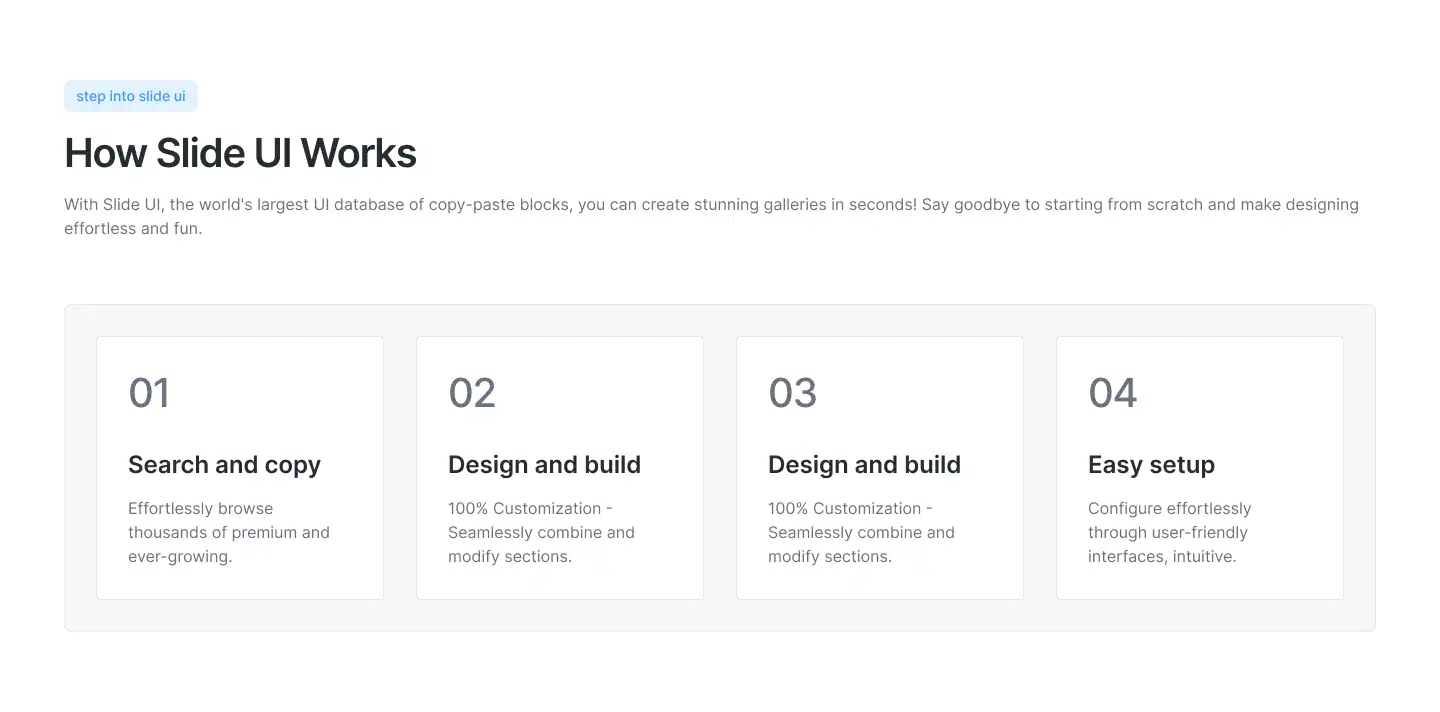 step into slide ui
How Slide UI Works
With Slide UI, the world's largest UI database of copy-paste blocks, you can create stunning galleries in seconds! Say goodbye to starting from scratch and make designing
effortless and fun.
01
Search and copy
Effortlessly browse
thousands of premium and
ever-growing.
02
Design and build
100% Customization -
Seamlessly combine and
modify sections.
03
Design and build
100% Customization -
Seamlessly combine and
modify sections.
04
Easy setup
Configure effortlessly
through user-friendly
interfaces, intuitive.